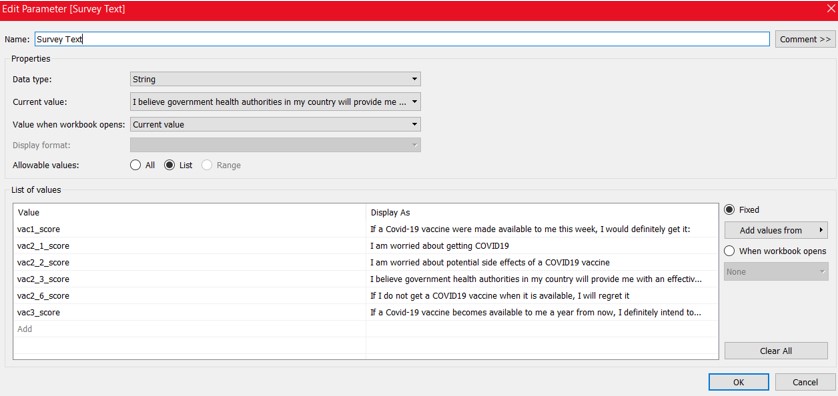 Edit Parameter [Survey Text]
Name: Survey Text Comment >>
Properties
Data type: String
Current value: I believe government health authorities in my country will provide me ...
Value when workbook opens: Current value
Display format:
Allowable values: All List Range
List of values
Value Display As
Fixed
vac1_score If a Covid-19 vaccine were made available to me this week, I would definitely get it:
Add values from
vac2_1_score I am worried about getting COVID19
When workbook opens
vac2_2_score I am worried about potential side effects of a COVID19 vaccine
None
vac2_3_score I believe government health authorities in my country will provide me with an effectiv...
vac2_6_score If I do not get a COVID19 vaccine when it is available, I will regret it
vac3_score If a Covid-19 vaccine becomes available to me a year from now, I definitely intend to...
Add
Clear All
OK Cancel